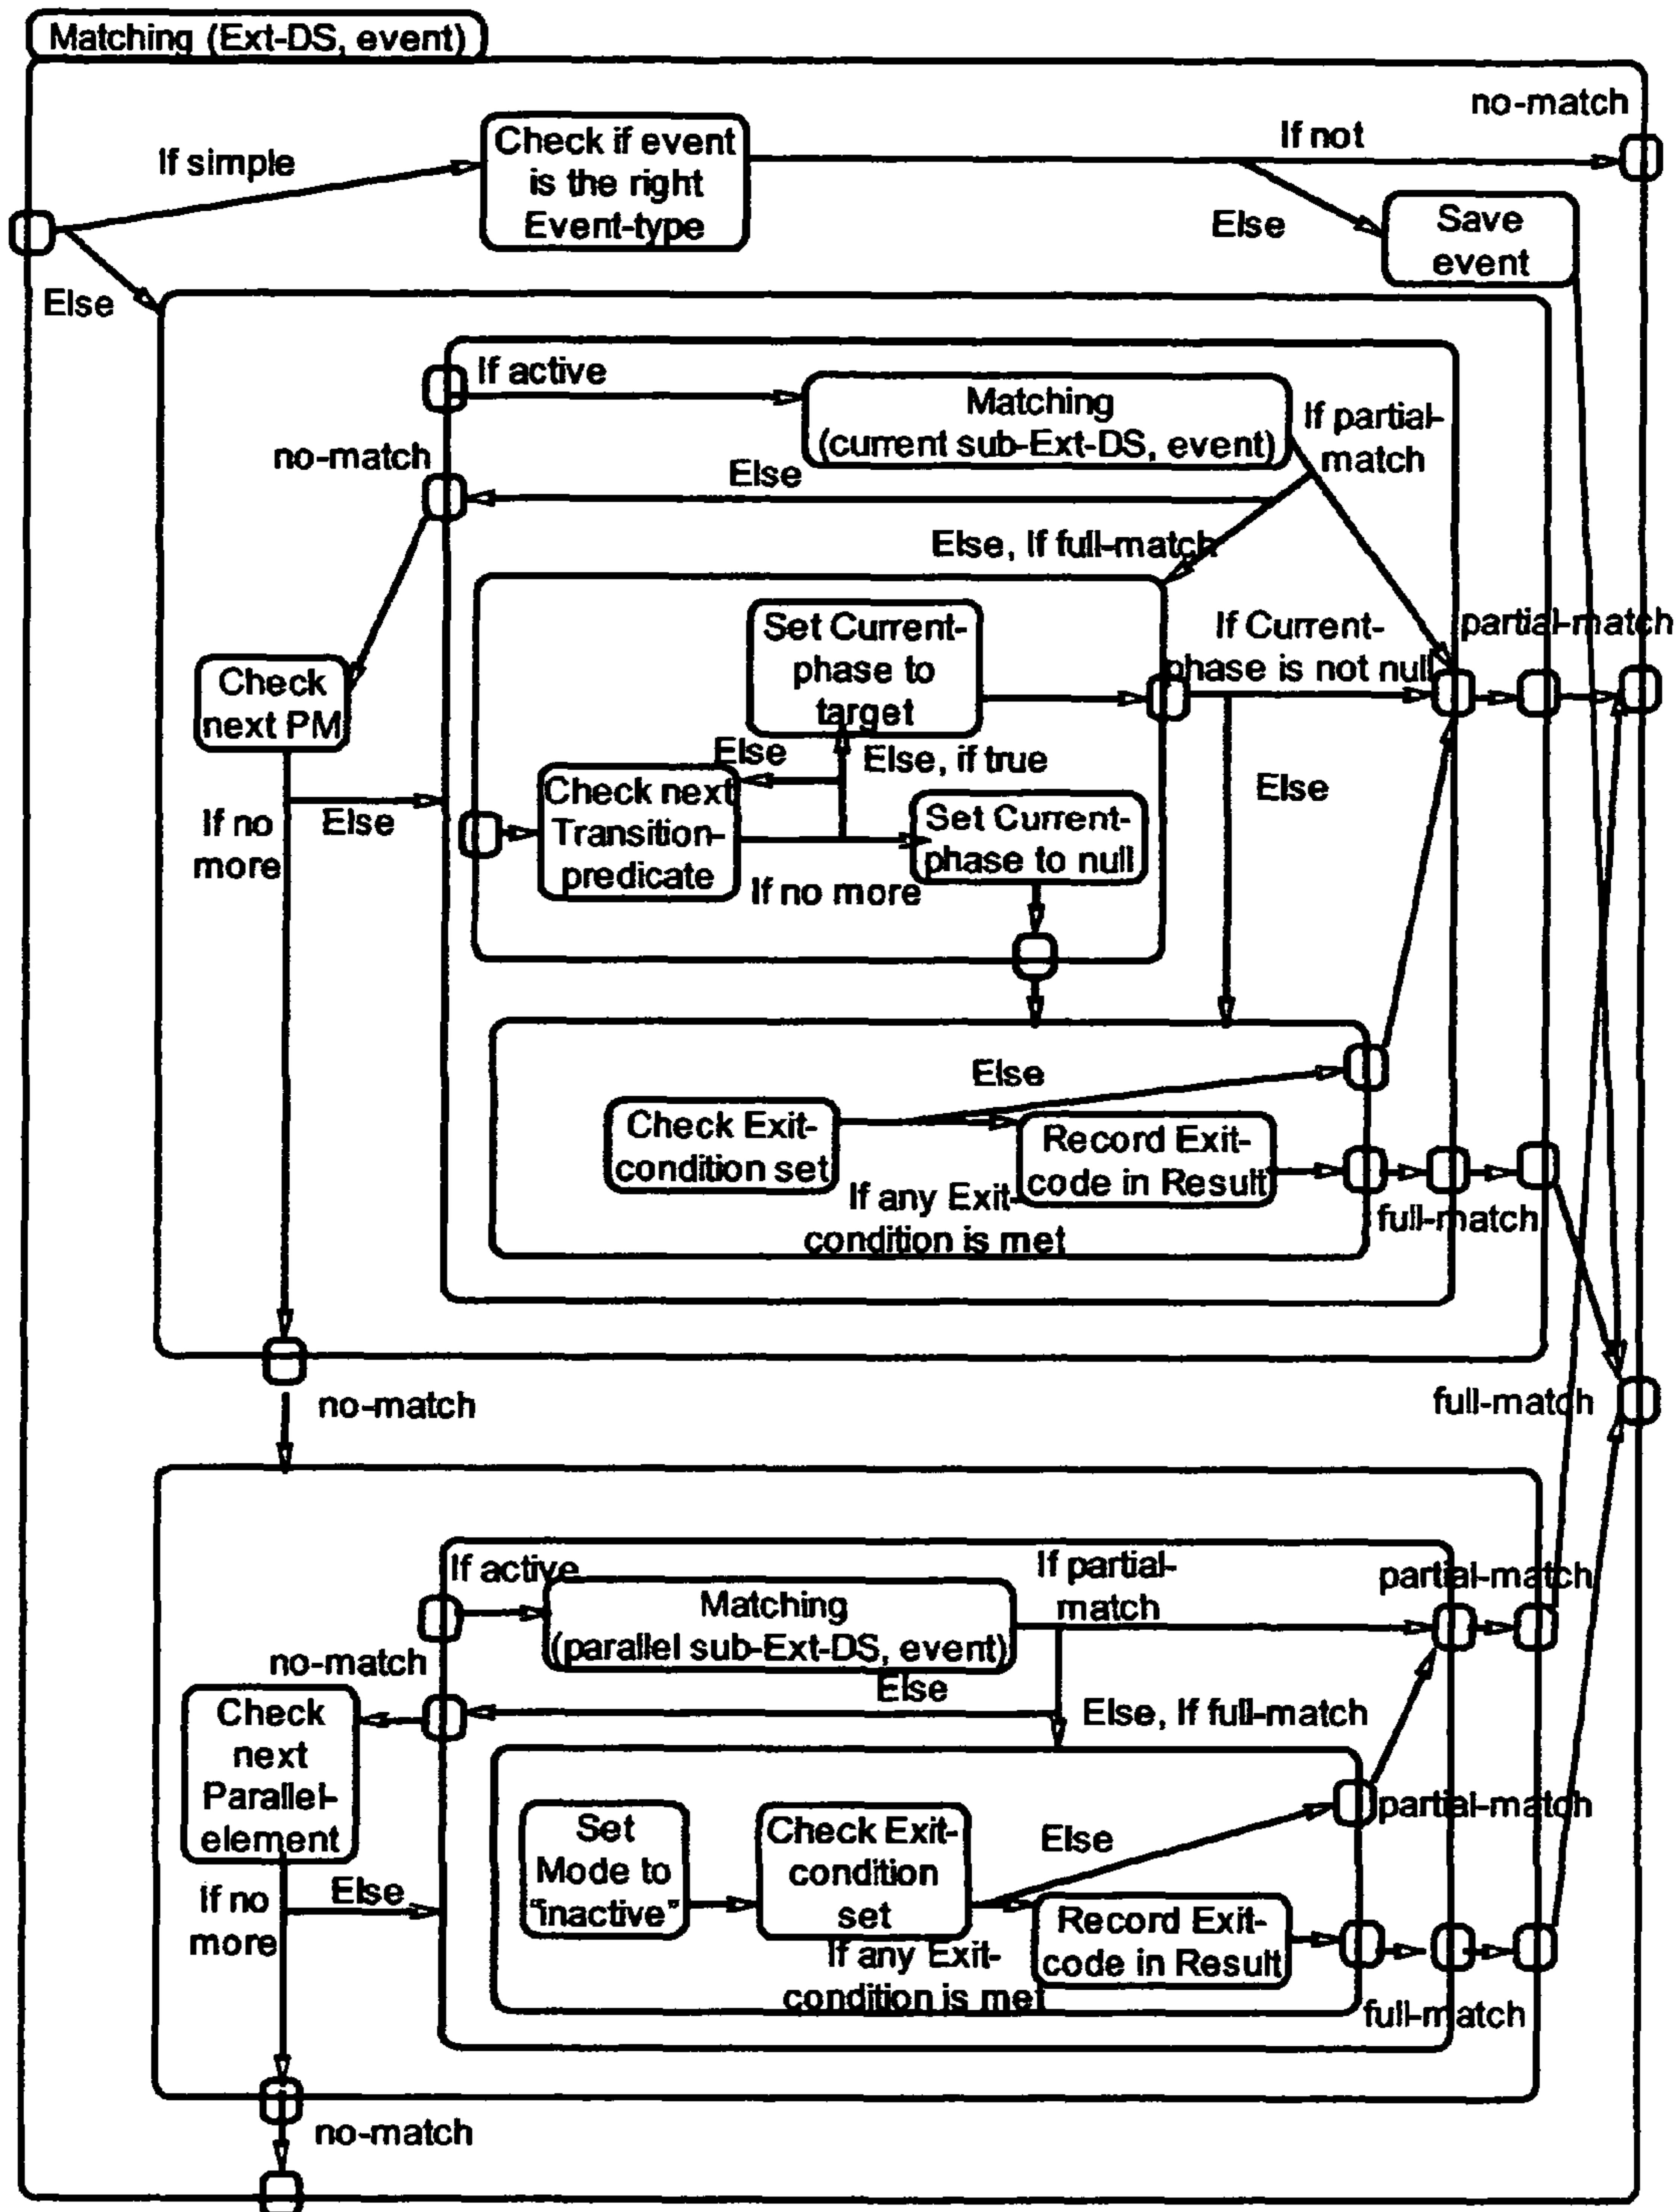 Matching (Ext-DS, event)
no-match
If simple
Check if event
is the right
Event-type
If not
Else
Save
event
Else
If active
Matching
(current sub-Ext-DS, event)
If partial-
match
no-match
Else
Else, If full-match
Set Current-
phase to
target
If Current-
phase is not null
partial-match
Check
next PM
Else
Else, if true
Check next
Transition-
predicate
Set Current-
phase to null
If no more
Else
If no
more
Else
Else
Check Exit-
condition set
Record Exit-
code in Result
If any Exit-
condition is met
full-match
no-match
full-match
If active
Matching
(parallel sub-Ext-DS, event)
If partial-
match
partial-match
no-match
Else
Else, If full-match
Check
next
Parallel-
element
Set
Mode to
"inactive"
Check Exit-
condition
set
Else
partial-match
Record Exit-
code in Result
If any Exit-
condition is met
If no
more
Else
full-match
no-match